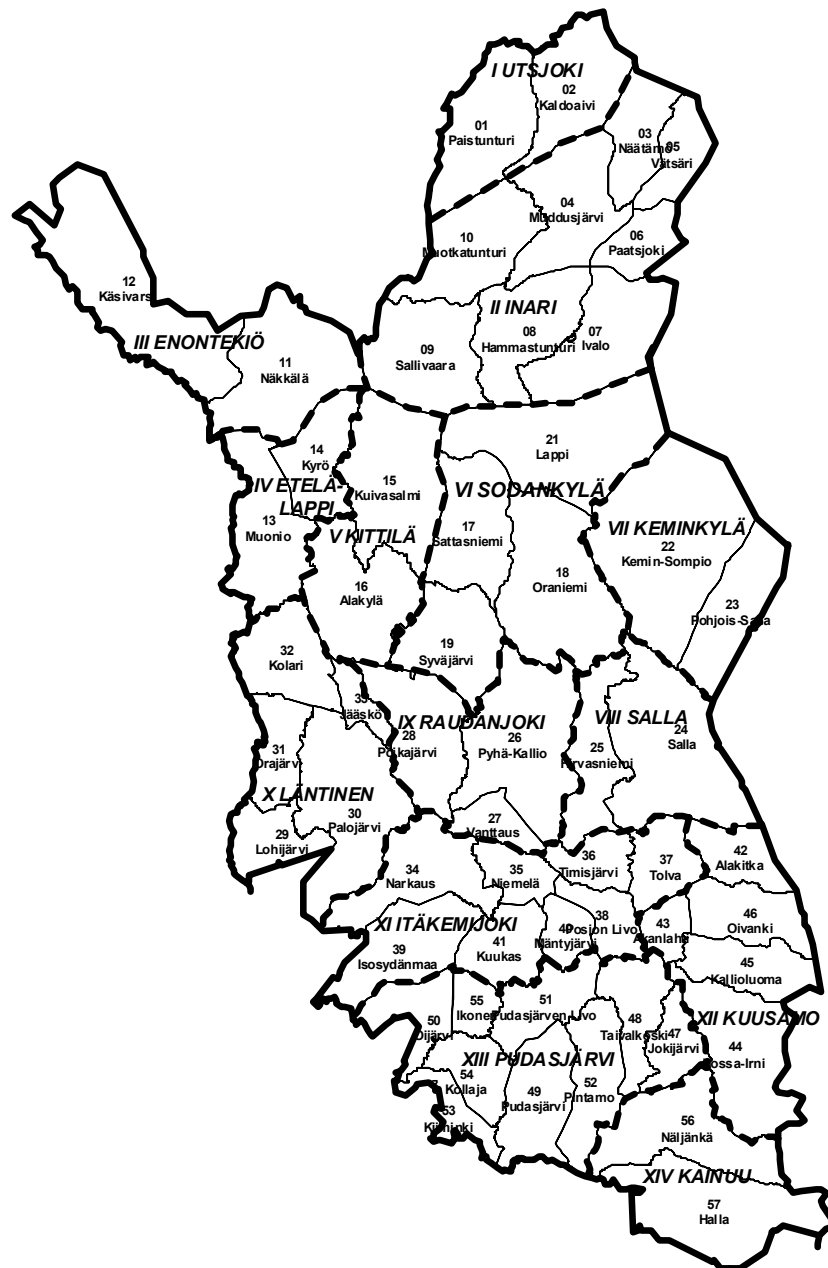 I UTSJOKI
02
Kaldoaivi
01
Paistunturi
03
Näätämö
05
Vätsäri
04
Muddusjärvi
10
Muotkatunturi
06
Paatsjoki
12
Käsivarsi
II INARI
III ENONTEKIÖ
08
Hammastunturi
07
Ivalo
09
Sallivaara
11
Näkkälä
14
Kyrö
21
Lappi
15
Kuivasalmi
IV ETELÄ-
LAPPI
VI SODANKYLÄ
13
Muonio
V KITTILÄ
17
Sattasniemi
VII KEMINKYLÄ
22
Kemin-Sompio
18
Oraniemi
16
Alakylä
23
Pohjois-Salla
32
Kolari
19
Syväjärvi
33
Jääskö
IX RAUDANJOKI
VIII SALLA
28
Poikajärvi
26
Pyhä-Kallio
24
Salla
25
Hirvasniemi
31
Orajärvi
X LÄNTINEN
30
Palojärvi
27
Vanttaus
29
Lohijärvi
34
Narkaus
35
Niemelä
36
Timisjärvi
37
Tolva
42
Alakitka
XI ITÄKEMIJOKI
38
Posion Livo
40
Mäntyjärvi
43
Akanlahti
46
Oivanki
39
Isosydänmaa
41
Kuukas
45
Kallioluoma
55
Ikonen
51
Pudasjärven Livo
48
Taivalkoski
XII KUUSAMO
50
Oijärvi
47
Jokijärvi
44
Hossa-Irni
XIII PUDASJÄRVI
54
Kollaja
49
Pudasjärvi
52
Pintamo
53
Kiiminki
56
Näljänkä
XIV KAINUU
57
Halla